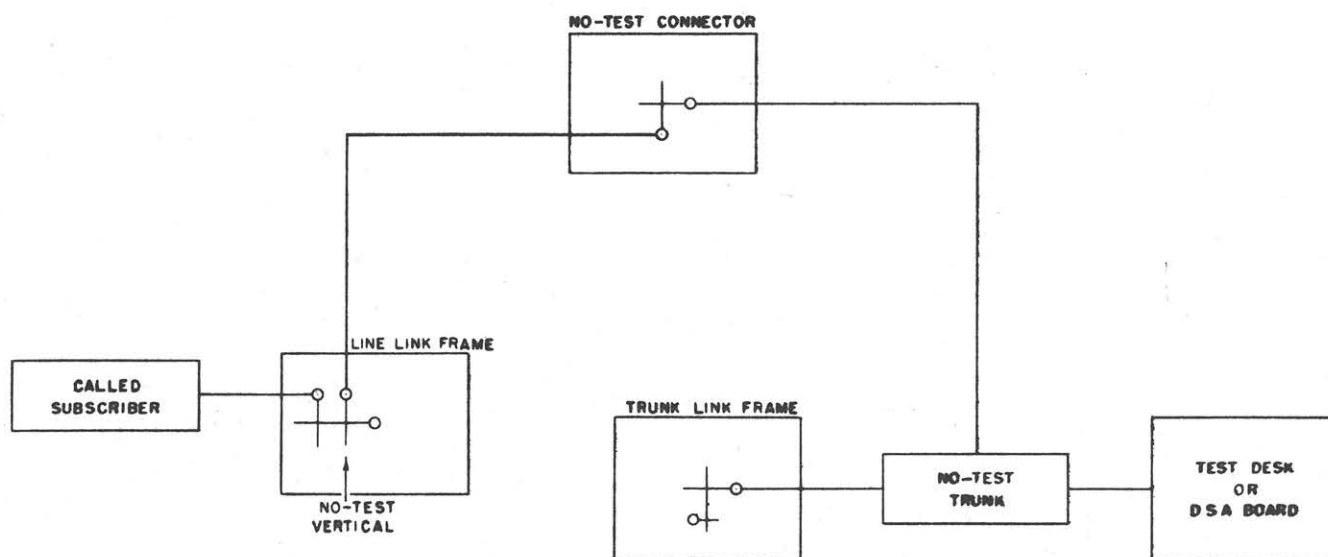 NO-TEST CONNECTOR
LINE LINK FRAME
CALLED
SUBSCRIBER
NO-TEST
VERTICAL
TRUNK LINK FRAME
NO-TEST
TRUNK
TEST DESK
OR
DSA BOARD